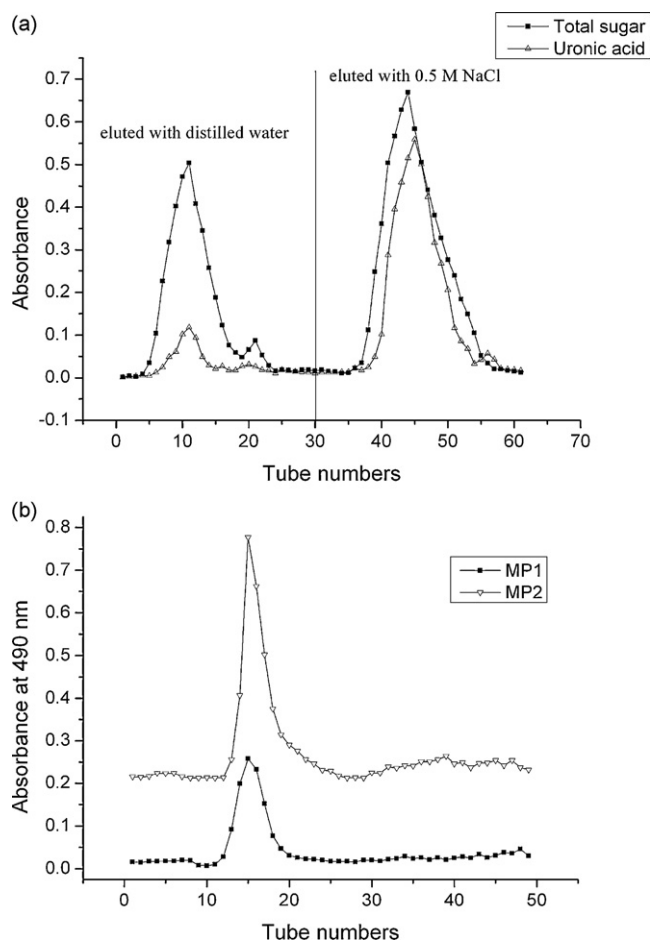 (a)
Total sugar
Uronic acid
eluted with distilled water
eluted with 0.5 M NaCl
0.7
0.6
0.5
0.4
0.3
0.2
0.1
0.0
-0.1
Absorbance
0 10 20 30 40 50 60 70
Tube numbers
(b)
MP1
MP2
0.8
0.7
0.6
0.5
0.4
0.3
0.2
0.1
0.0
Absorbance at 490 nm
0 10 20 30 40 50
Tube numbers